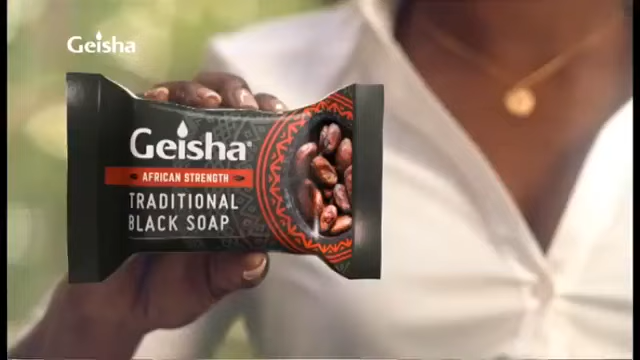 Geisha
Geisha®
AFRICAN STRENGTH
TRADITIONAL
BLACK SOAP